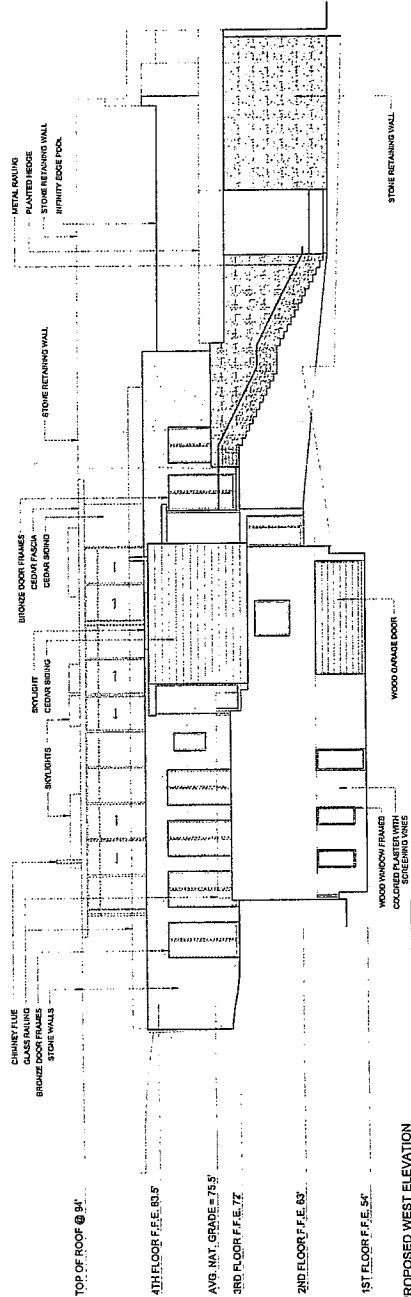 METAL RAILING
PLANTED HEDGE
STONE RETAINING WALL
INFINITY EDGE POOL
STONE RETAINING WALL
BRONZE DOOR FRAMES
CEDAR FASCIA
CEDAR SIDING
SKYLIGHT
CEDAR SIDING
SKYLIGHTS
CHIMNEY FLUE
GLASS RAILING
BRONZE DOOR FRAMES
STONE WALLS
TOP OF ROOF @ 94'
4TH FLOOR F.F.E. 83.5'
AVG. NAT. GRADE = 75.5'
3RD FLOOR F.F.E. 72'
2ND FLOOR F.F.E. 63'
1ST FLOOR F.F.E. 54'
STONE RETAINING WALL
WOOD GARAGE DOOR
WOOD WINDOW FRAMES
COLORED PLASTER WITH
SCREENING VINES
PROPOSED WEST ELEVATION